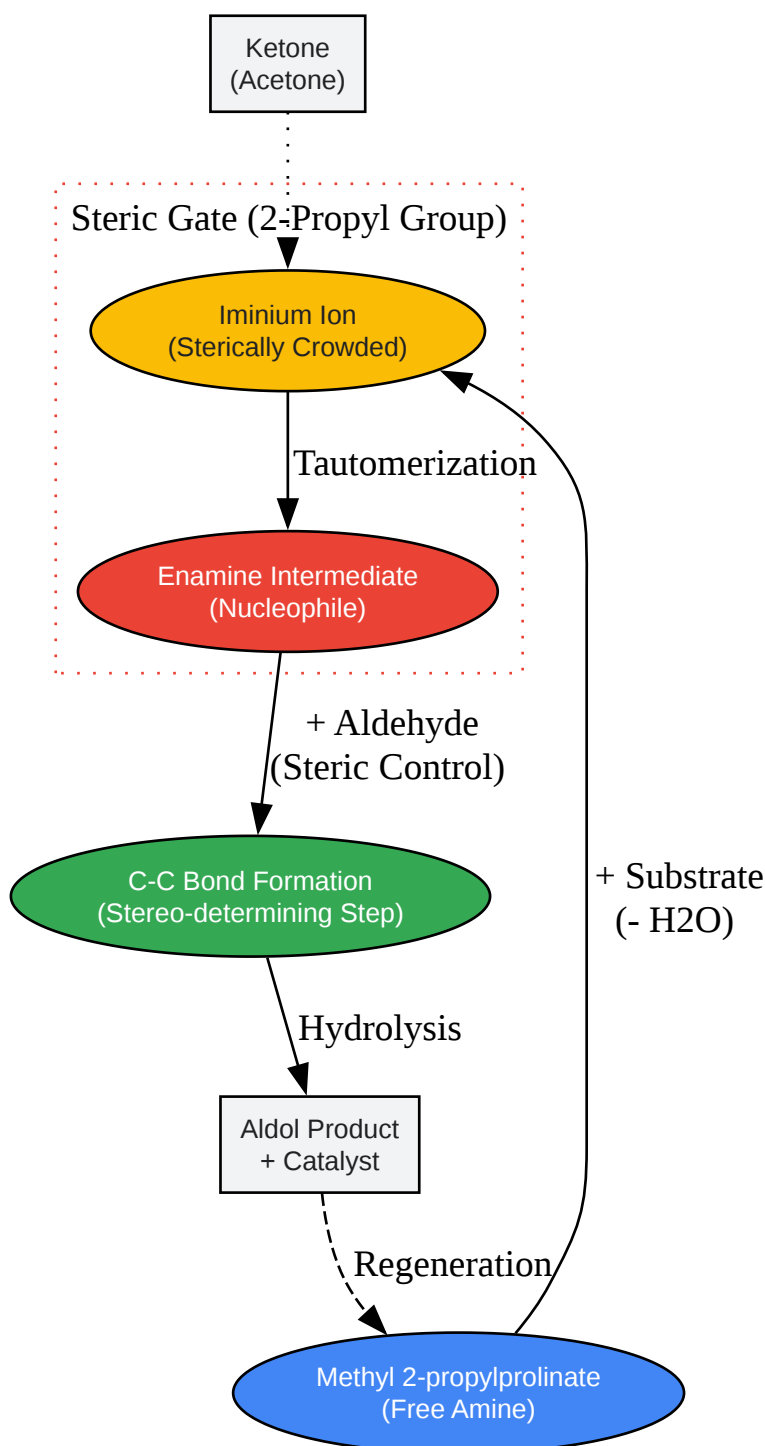 Ketone
(Acetone)
Steric Gate (2-Propyl Group)
Iminium Ion
(Sterically Crowded)
Tautomerization
Enamine Intermediate
(Nucleophile)
+ Aldehyde
(Steric Control)
C-C Bond Formation
(Stereo-determining Step)
+ Substrate
(- H2O)
Hydrolysis
Aldol Product
+ Catalyst
Regeneration
Methyl 2-propylprolinate
(Free Amine)